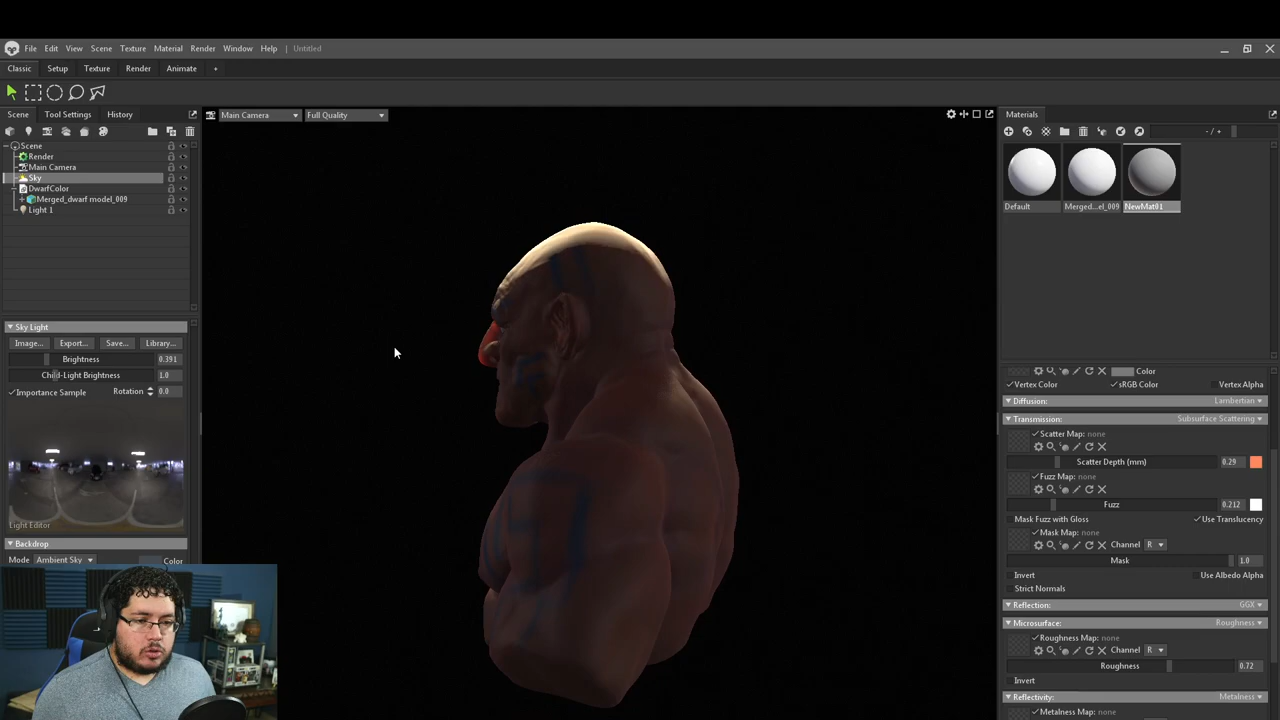 File Edit View Scene Texture Material Render Window Help Untitled
Classic Setup Texture Render Animate +
Scene Tool Settings History
Main Camera Full Quality
Materials
- / +
Scene
Render
Main Camera
Sky
DwarfColor
Merged_dwarf model_009
Light 1
Default Merged...el_009 NewMat01
Sky Light
Image... Export... Save... Library...
Brightness 0.391
Child-Light Brightness 1.0
Importance Sample Rotation 0.0
Light Editor
Backdrop
Mode Ambient Sky Color
Color
Vertex Color sRGB Color Vertex Alpha
Diffusion: Lambertian
Transmission: Subsurface Scattering
Scatter Map: none
Scatter Depth (mm) 0.29
Fuzz Map: none
Fuzz 0.212
Mask Fuzz with Gloss Use Translucency
Mask Map: none
Channel R
Mask 1.0
Invert Use Albedo Alpha
Strict Normals
Reflection: GGX
Microsurface: Roughness
Roughness Map: none
Channel R
Roughness 0.72
Invert
Reflectivity: Metalness
Metalness Map: none